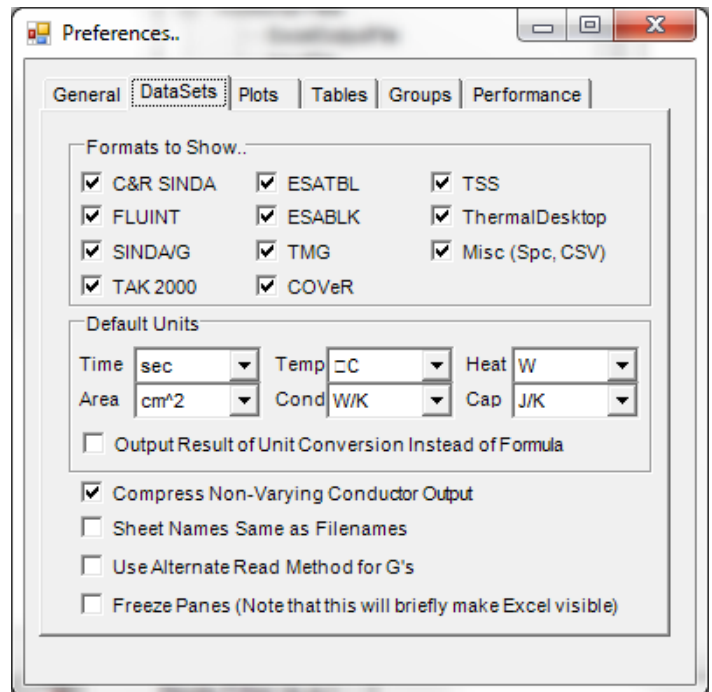 Preferences..
General DataSets Plots Tables Groups Performance
Formats to Show..
C&R SINDA ESATBL TSS
FLUINT ESABLK ThermalDesktop
SINDA/G TMG Misc (Spc, CSV)
TAK 2000 COVeR
Default Units
Time sec Temp □C Heat W
Area cm^2 Cond W/K Cap J/K
Output Result of Unit Conversion Instead of Formula
Compress Non-Varying Conductor Output
Sheet Names Same as Filenames
Use Alternate Read Method for G's
Freeze Panes (Note that this will briefly make Excel visible)